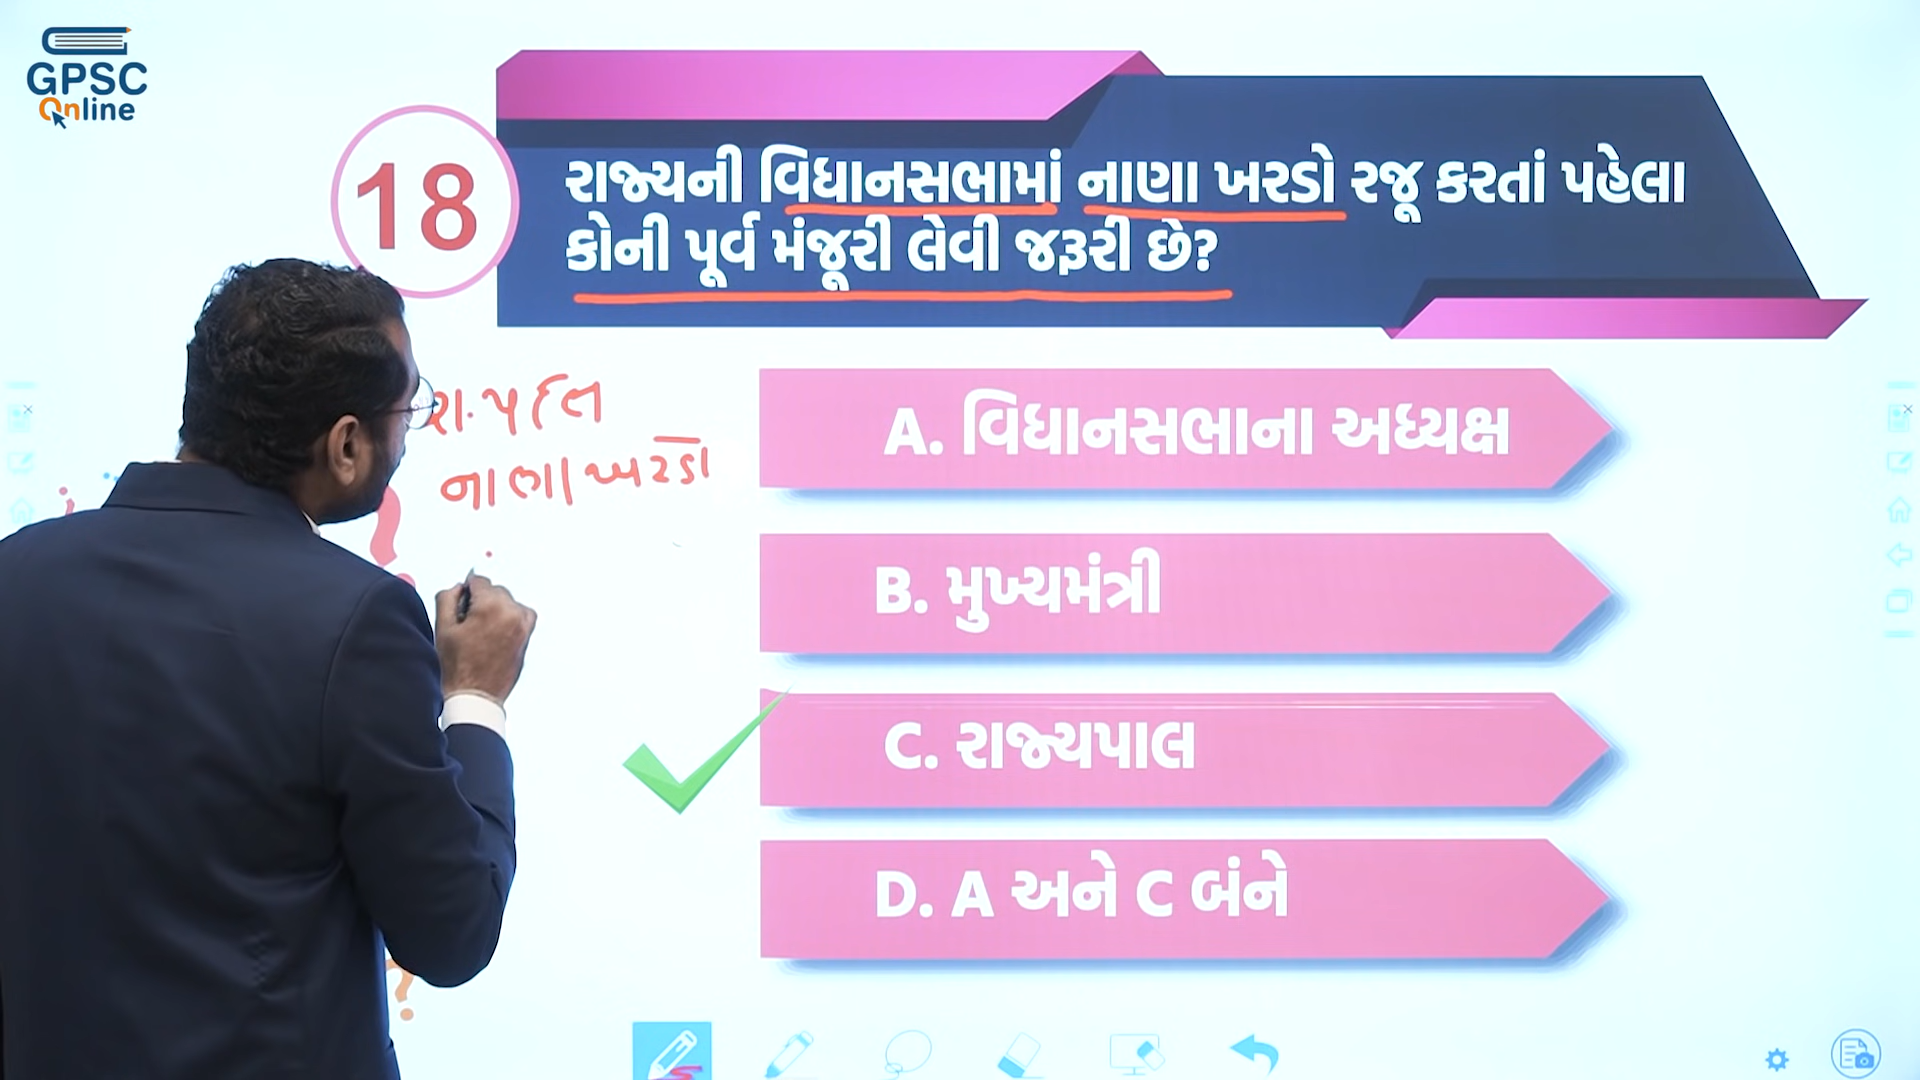 GPSC
Online
18
રાજ્યની વિધાનસભામાં નાણા ખરડો રજૂ કરતાં પહેલા
કોની પૂર્વ મંજૂરી લેવી જરૂરી છે?
નાણા ખરડા
A. વિધાનસભાના અધ્યક્ષ
B. મુખ્યમંત્રી
C. રાજ્યપાલ
D. A અને C બંને